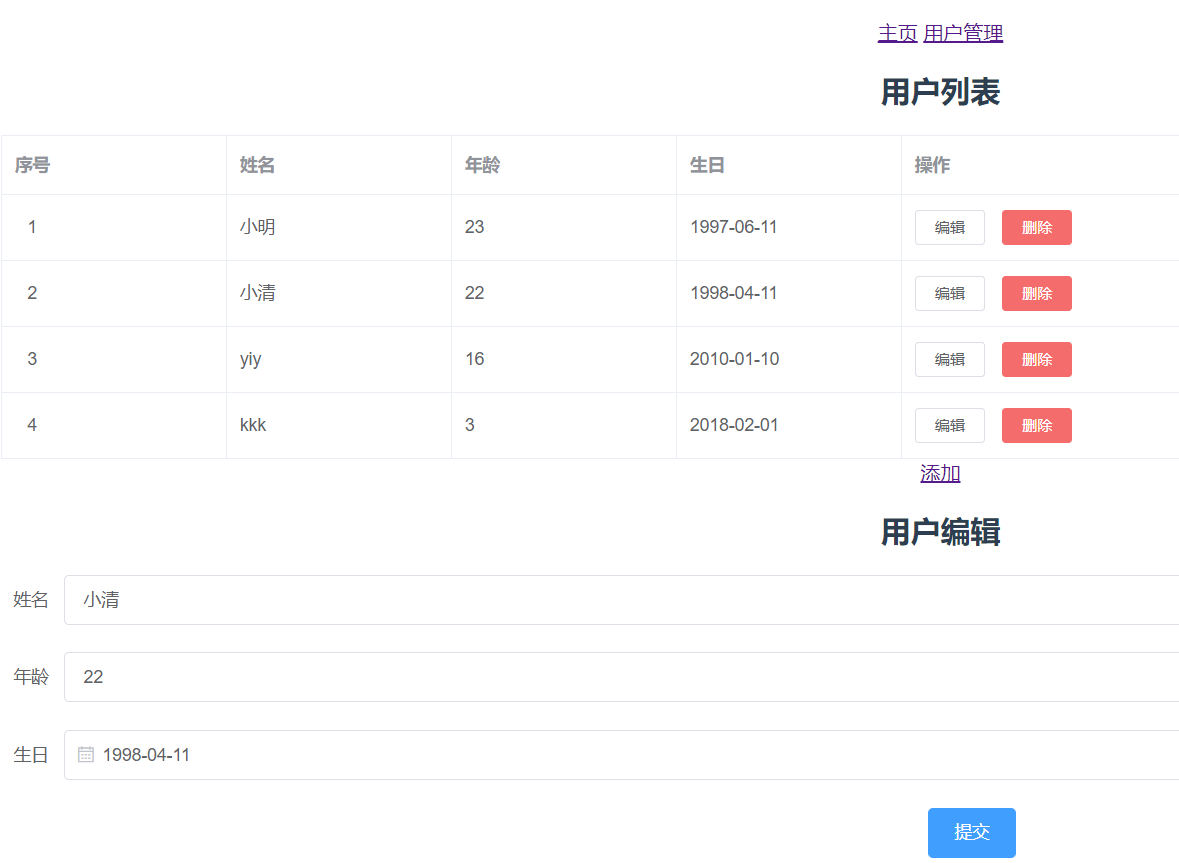 主页 用户管理
用户列表
序号 姓名 年龄 生日 操作
1 小明 23 1997-06-11 编辑 删除
2 小清 22 1998-04-11 编辑 删除
3 yiy 16 2010-01-10 编辑 删除
4 kkk 3 2018-02-01 编辑 删除
添加
用户编辑
姓名 小清
年龄 22
生日 1998-04-11
提交